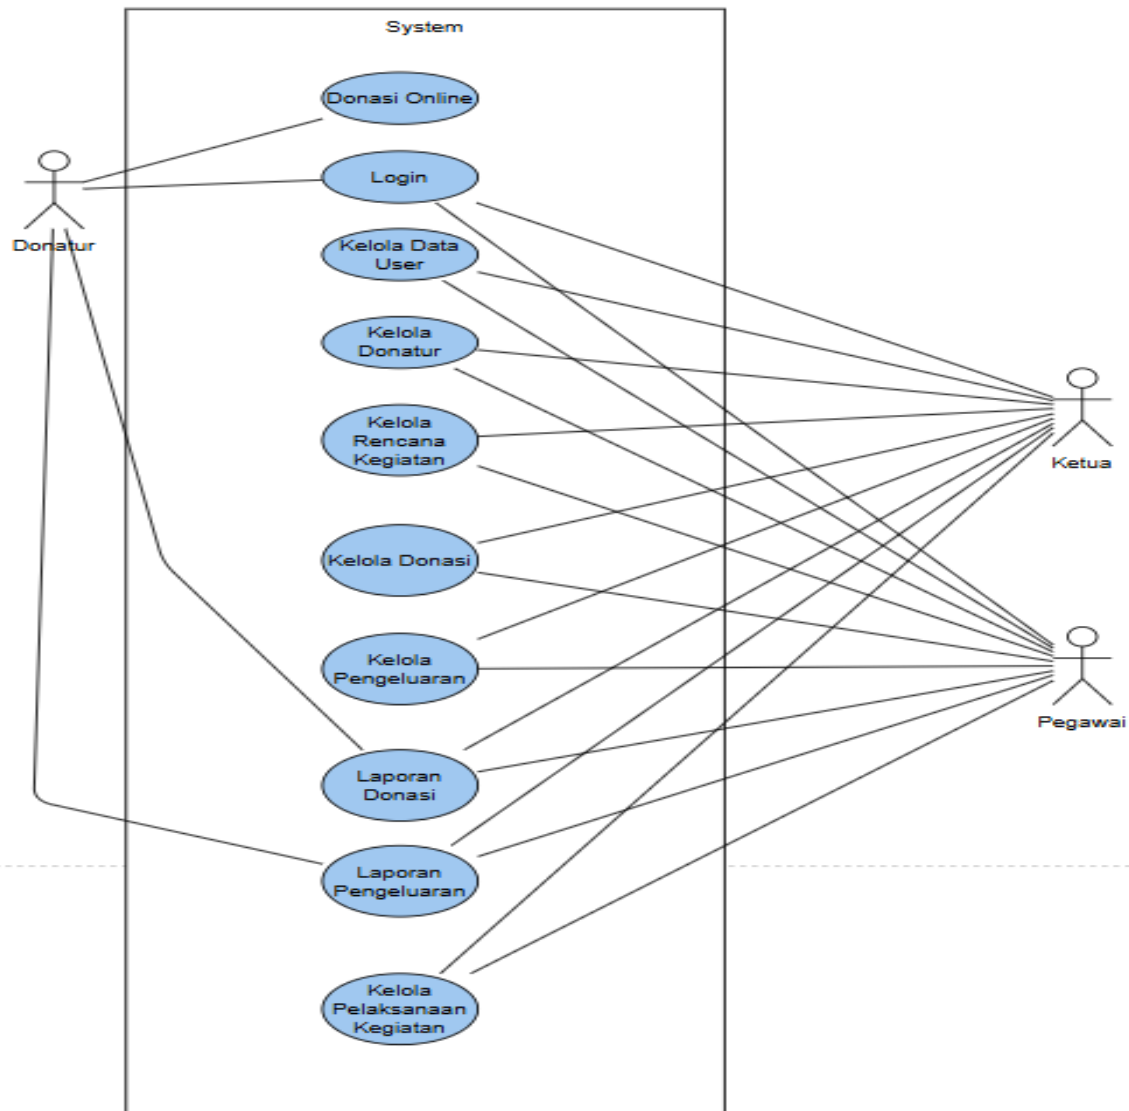 System
Donasi Online
Login
Donatur
Kelola Data
User
Kelola
Donatur
Kelola
Rencana
Kegiatan
Ketua
Kelola Donasi
Kelola
Pengeluaran
Pegawai
Laporan
Donasi
Laporan
Pengeluaran
Kelola
Pelaksanaan
Kegiatan